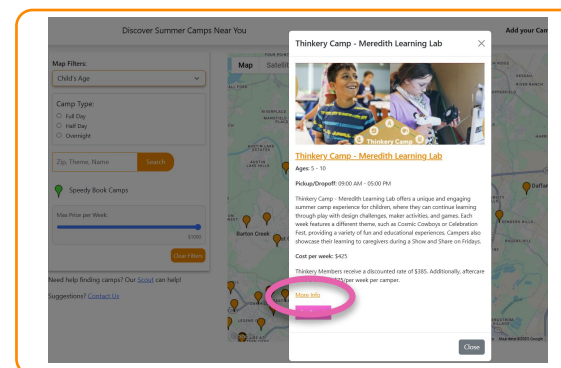 Discover Summer Camps Near You
Add your Cam
Map Filters:
Child's Age
Camp Type:
Full Day
Half Day
Overnight
Zip, Theme, Name
Search
Speedy Book Camps
Max Price per Week:
$1000
Clear Filters
Need help finding camps? Our Scout can help!
Suggestions? Contact Us
Map
Satellit
Barton Creek
Daffan
Thinkery Camp - Meredith Learning Lab
Thinkery Camp
Thinkery Camp - Meredith Learning Lab
Ages: 5 - 10
Pickup/Dropoff: 09:00 AM - 05:00 PM
Thinkery Camp - Meredith Learning Lab offers a unique and engaging
summer camp experience for children, where they can continue learning
through play with design challenges, maker activities, and games. Each
week features a different theme, such as Cosmic Cowboys or Celebration
Fest, providing a variety of fun and educational experiences. Campers also
showcase their learning to caregivers during a Show and Share on Fridays.
Cost per week: $425
Thinkery Members receive a discounted rate of $385. Additionally, aftercare
/per week per camper.
More Info
Close